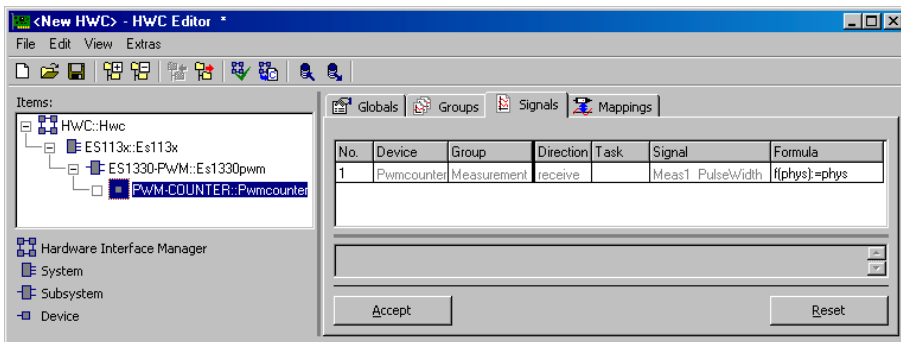 <New HWC> - HWC Editor *
File Edit View Extras
Items:
HWC::Hwc
ES113x::Es113x
ES1330-PWM::Es1330pwm
PWM-COUNTER::Pwmcounter
Hardware Interface Manager
System
Subsystem
Device
Globals Groups Signals Mappings
No. Device Group Direction Task Signal Formula
1 Pwmcounter Measurement receive Meas1_PulseWidth f(phys):=phys
Accept Reset